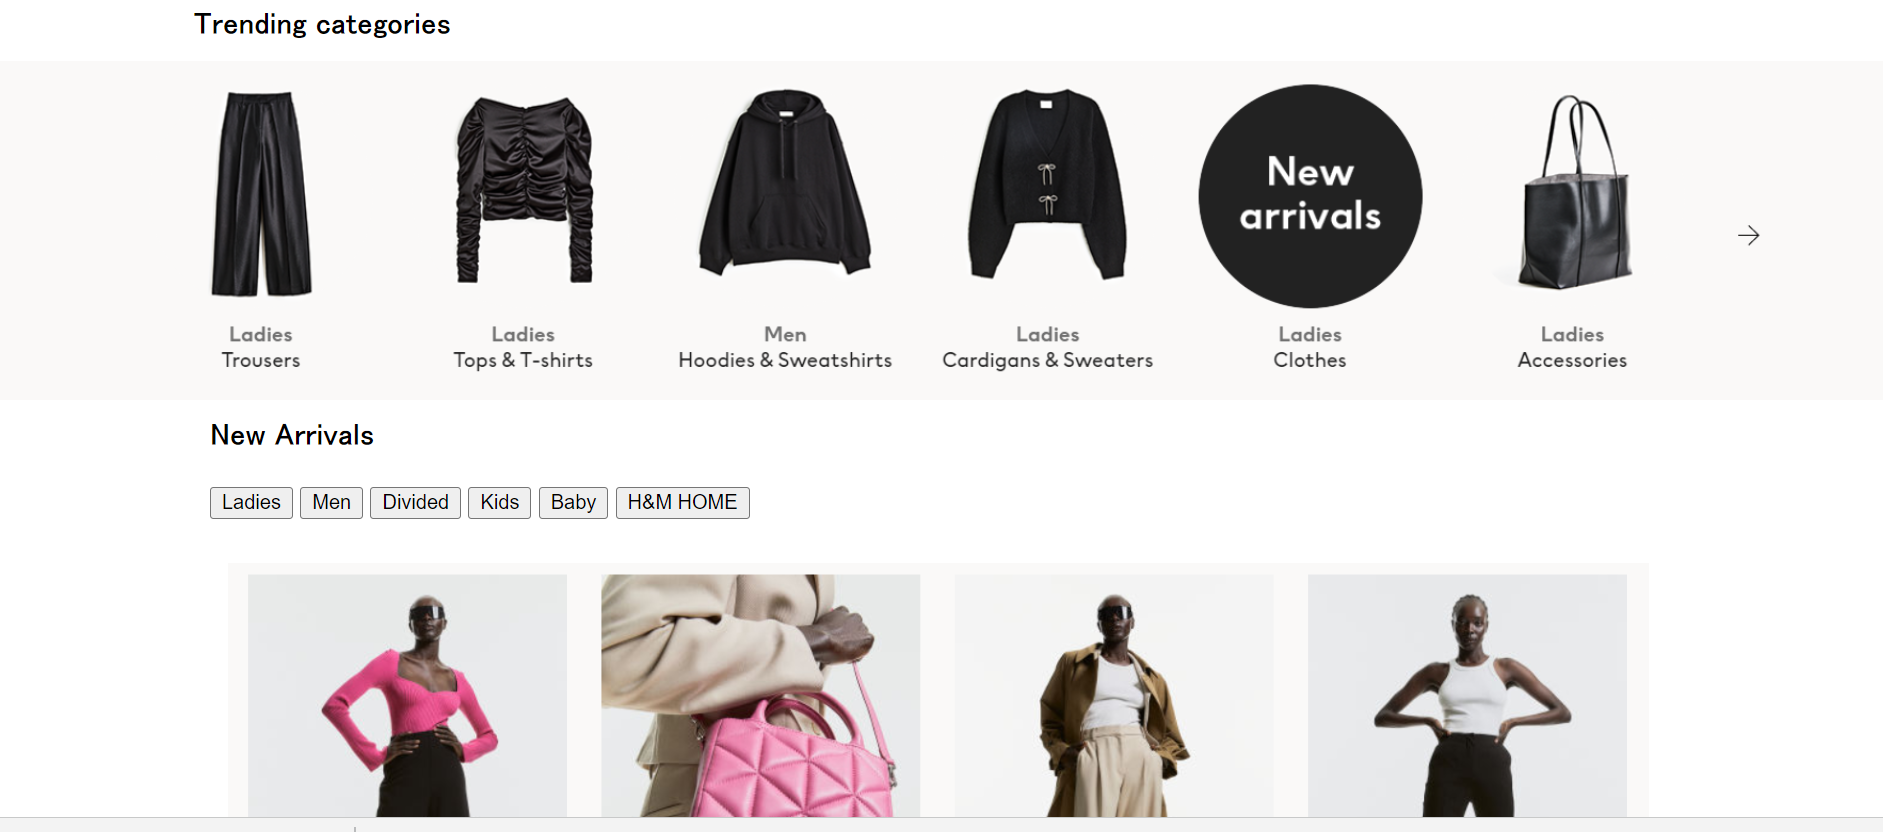 Trending categories
New
arrivals
Ladies
Trousers
Ladies
Tops & T-shirts
Men
Hoodies & Sweatshirts
Ladies
Cardigans & Sweaters
Ladies
Clothes
Ladies
Accessories
New Arrivals
Ladies
Men
Divided
Kids
Baby
H&M HOME